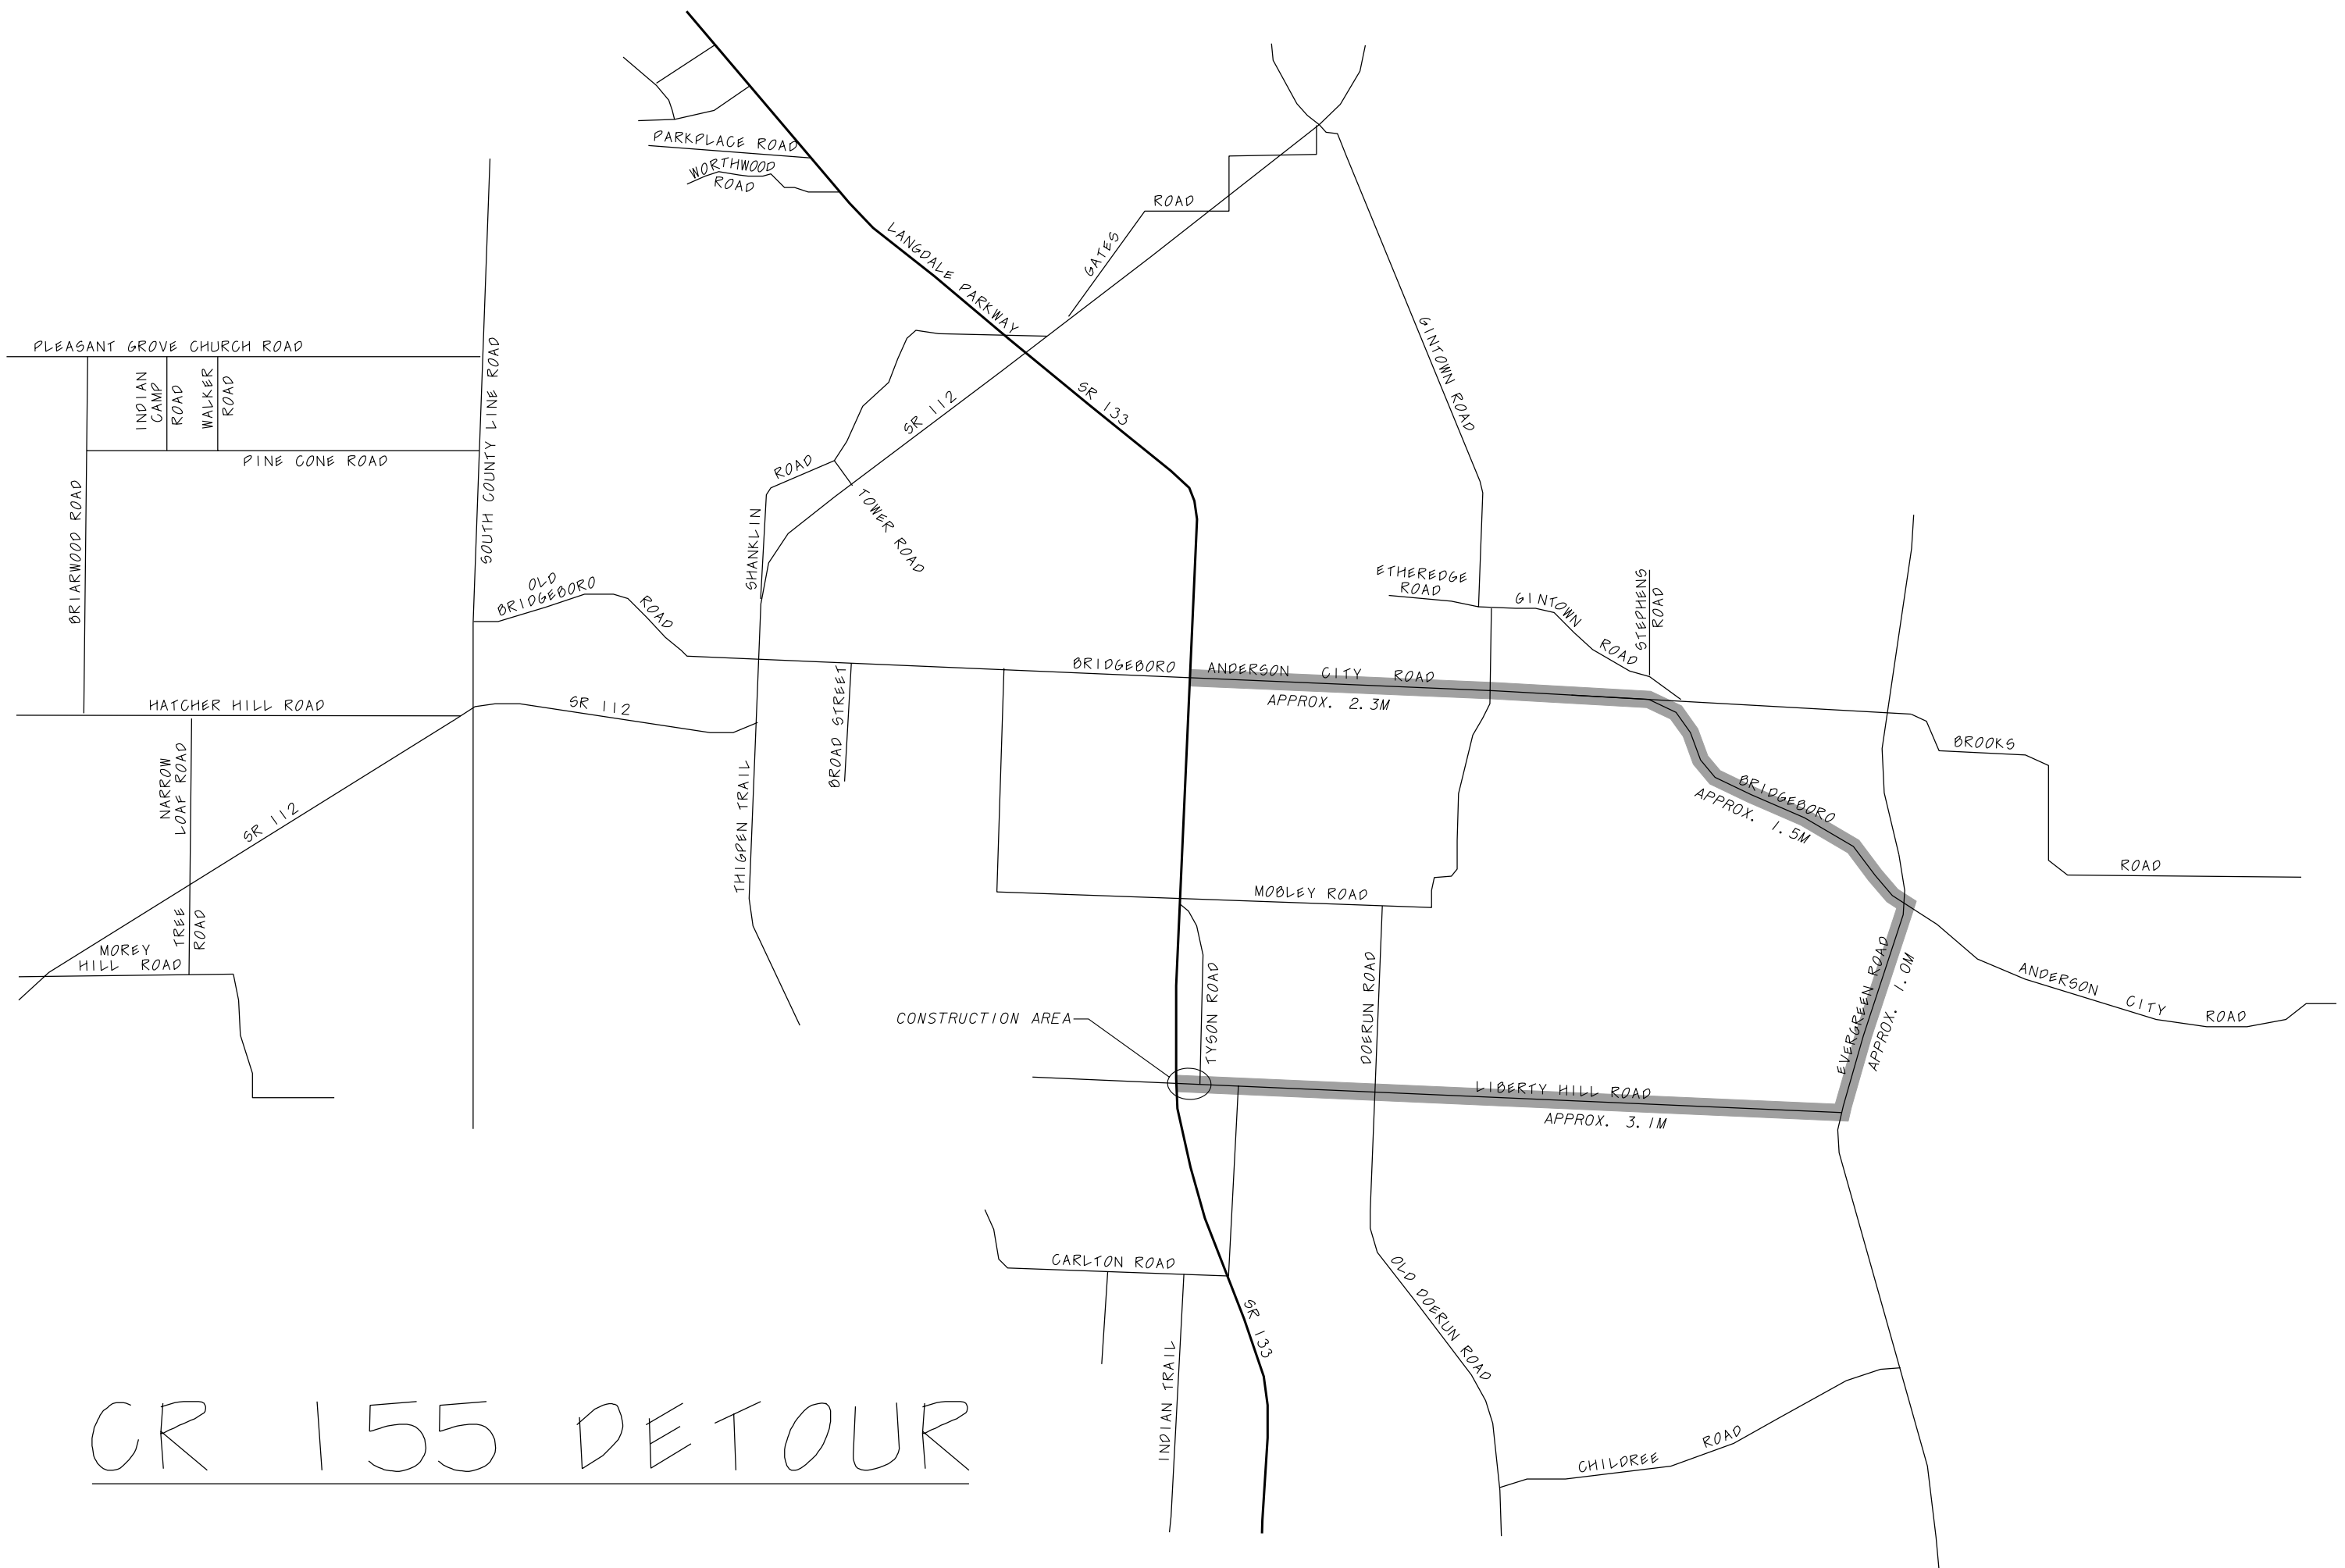 PARKPLACE ROAD
WORTHWOOD
ROAD
LANGDALE PARKWAY
GATES
ROAD
PLEASANT GROVE CHURCH ROAD
INDIAN
CAMP
ROAD
WALKER
ROAD
PINE CONE ROAD
BRIARWOOD ROAD
SOUTH COUNTY LINE ROAD
SR 112
SR 133
GINTOWN ROAD
SHANKLIN
ROAD
TOWER ROAD
OLD
BRIDGEBORO
ROAD
ETHEREDGE
ROAD
GINTOWN
ROAD
STEPHENS
ROAD
BRIDGEBORO
ANDERSON CITY ROAD
APPROX. 2.3M
HATCHER HILL ROAD
SR 112
BROAD STREET
THIGPEN TRAIL
BROOKS
ROAD
NARROW
LOAF ROAD
SR 112
BRIDGEBORO
APPROX. 1.5M
MOBLEY ROAD
TREE
ROAD
MOREY
HILL ROAD
CONSTRUCTION AREA
TYSON ROAD
DOERUN ROAD
EVERGREEN ROAD
APPROX. 1.0M
ANDERSON CITY ROAD
LIBERTY HILL ROAD
APPROX. 3.1M
CARLTON ROAD
SR 133
INDIAN TRAIL
OLD DOERUN ROAD
CHILDREE ROAD
CR 155 DETOUR